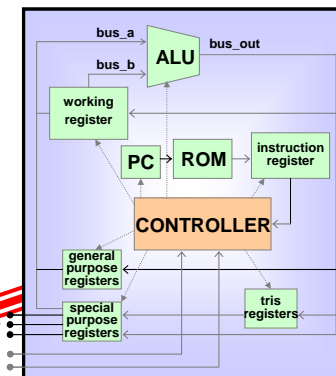 bus_a
bus_out
ALU
bus_b
working
register
PC
ROM
instruction
register
CONTROLLER
general
purpose
registers
special
purpose
registers
tris
registers